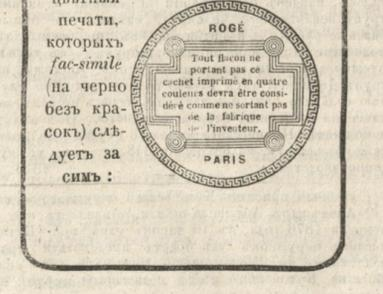 цвѣтныя
печати,
которыхъ
fac-simile
(на черно
безъ кра-
сокъ) слѣ-
дуетъ за
симъ :
ROGÉ
Tout flacon ne
portant pas ce
cachet imprimé en quatre
couleurs devra être consi-
déré comme ne sortant pas
de la fabrique
de l'inventeur.
PARIS